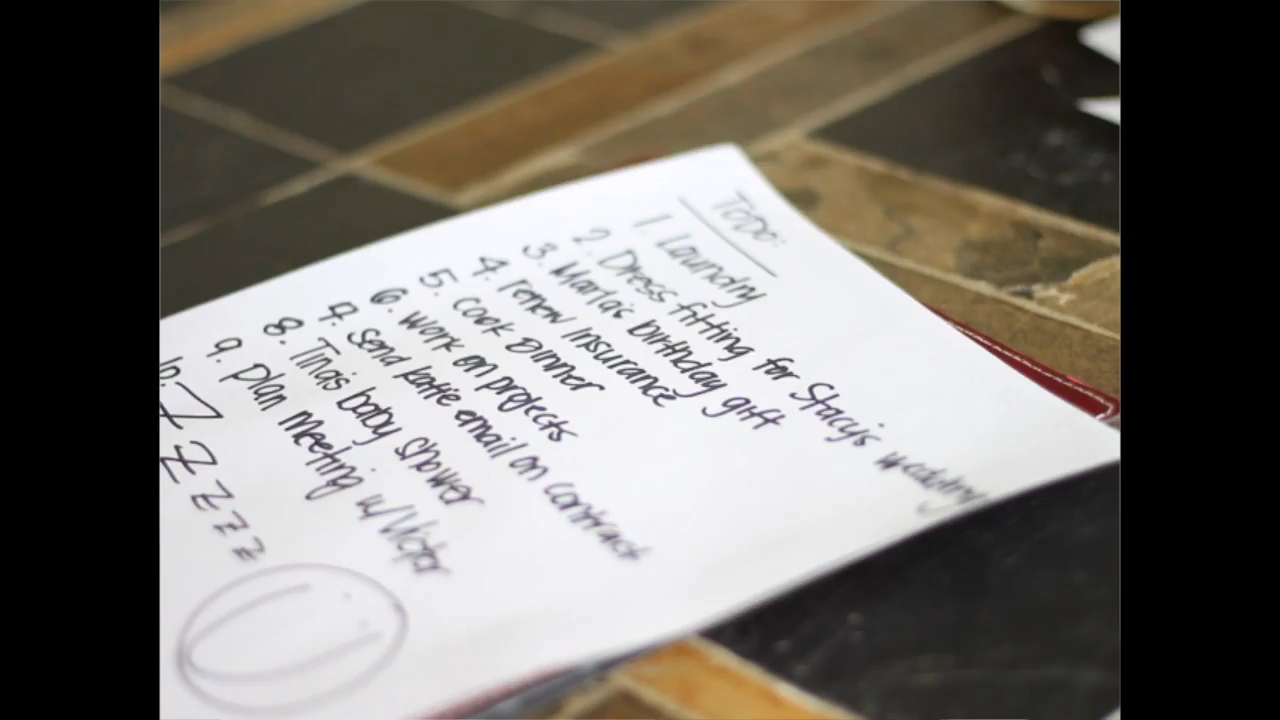 TODO:
1. Laundry
2. Dress fitting for Stacy's wedding
3. Marla's birthday gift
4. renew insurance
5. COOK DINNER
6. WORK on projects
7. Send Katie email on contract
8. Tina's baby shower
9. plan meeting w/ Victor
10. Z Z Z Z Z